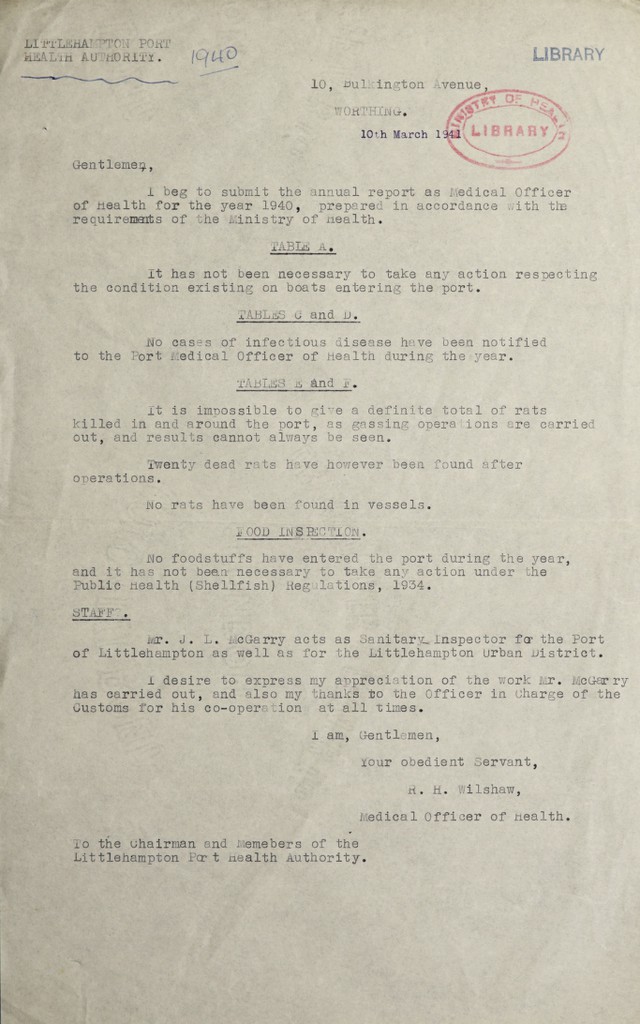 LITTLEHAMPTON PORT
HEALTH AUTHORITY.
1940
LIBRARY
10, Bulkington Avenue,
WORTHING.
10th March 1941
MINISTRY OF HEALTH
LIBRARY
Gentlemen,
I beg to submit the annual report as Medical Officer
of Health for the year 1940, prepared in accordance with the
requirements of the Ministry of Health.
TABLE A.
It has not been necessary to take any action respecting
the condition existing on boats entering the port.
TABLES C and D.
No cases of infectious disease have been notified
to the Port Medical Officer of Health during the year.
TABLES E and F.
It is impossible to give a definite total of rats
killed in and around the port, as gassing operations are carried
out, and results cannot always be seen.
Twenty dead rats have however been found after
operations.
No rats have been found in vessels.
FOOD INSPECTION.
No foodstuffs have entered the port during the year,
and it has not been necessary to take any action under the
Public Health (Shellfish) Regulations, 1934.
STAFF.
Mr. J. L. McGarry acts as Sanitary Inspector for the Port
of Littlehampton as well as for the Littlehampton Urban District.
I desire to express my appreciation of the work Mr. McGarry
has carried out, and also my thanks to the Officer in Charge of the
Customs for his co-operation at all times.
I am, Gentlemen,
Your obedient Servant,
R. H. Wilshaw,
Medical Officer of Health.
To the Chairman and Memebers of the
Littlehampton Port Health Authority.